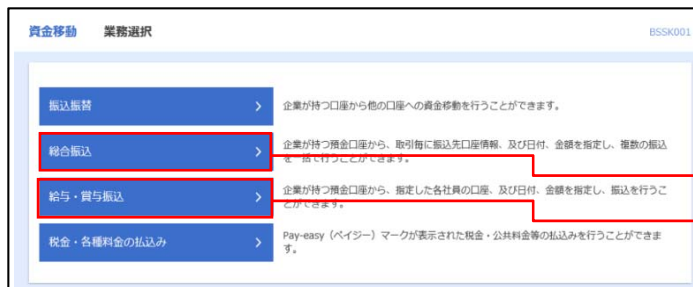 資金移動 業務選択 BSSK001
振込振替
企業が持つ口座から他の口座への資金移動を行うことができます。
総合振込
企業が持つ預金口座から、取引毎に振込先口座情報、及び日付、金額を指定し、複数の振込
を一括で行うことができます。
給与・賞与振込
企業が持つ預金口座から、指定した各社員の口座、及び日付、金額を指定し、振込を行うこ
とができます。
税金・各種料金の払込み
Pay-easy（ペイジー）マークが表示された税金・公共料金等の払込みを行うことができま
す。